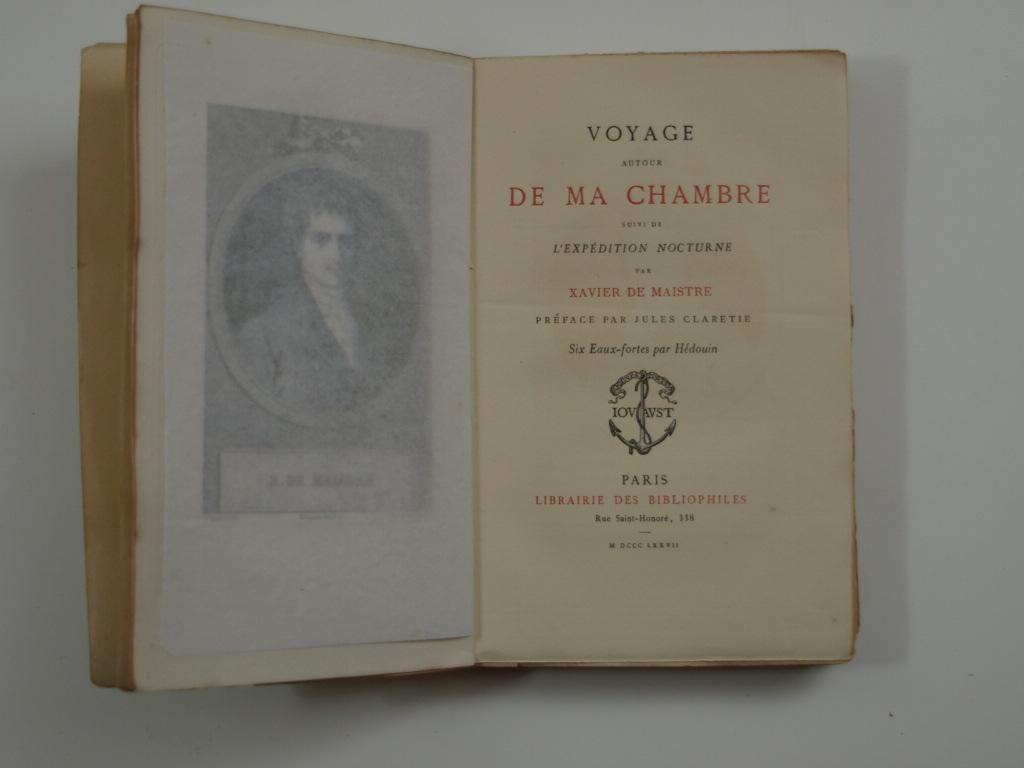 VOYAGE
AUTOUR
DE MA CHAMBRE
SUIVI DE
L'EXPÉDITION NOCTURNE
PAR
XAVIER DE MAISTRE
PRÉFACE PAR JULES CLARETIE
Six Eaux-fortes par Hédouin
IOVAVST
PARIS
LIBRAIRIE DES BIBLIOPHILES
Rue Saint-Honoré, 338
M DCCC LXXVII